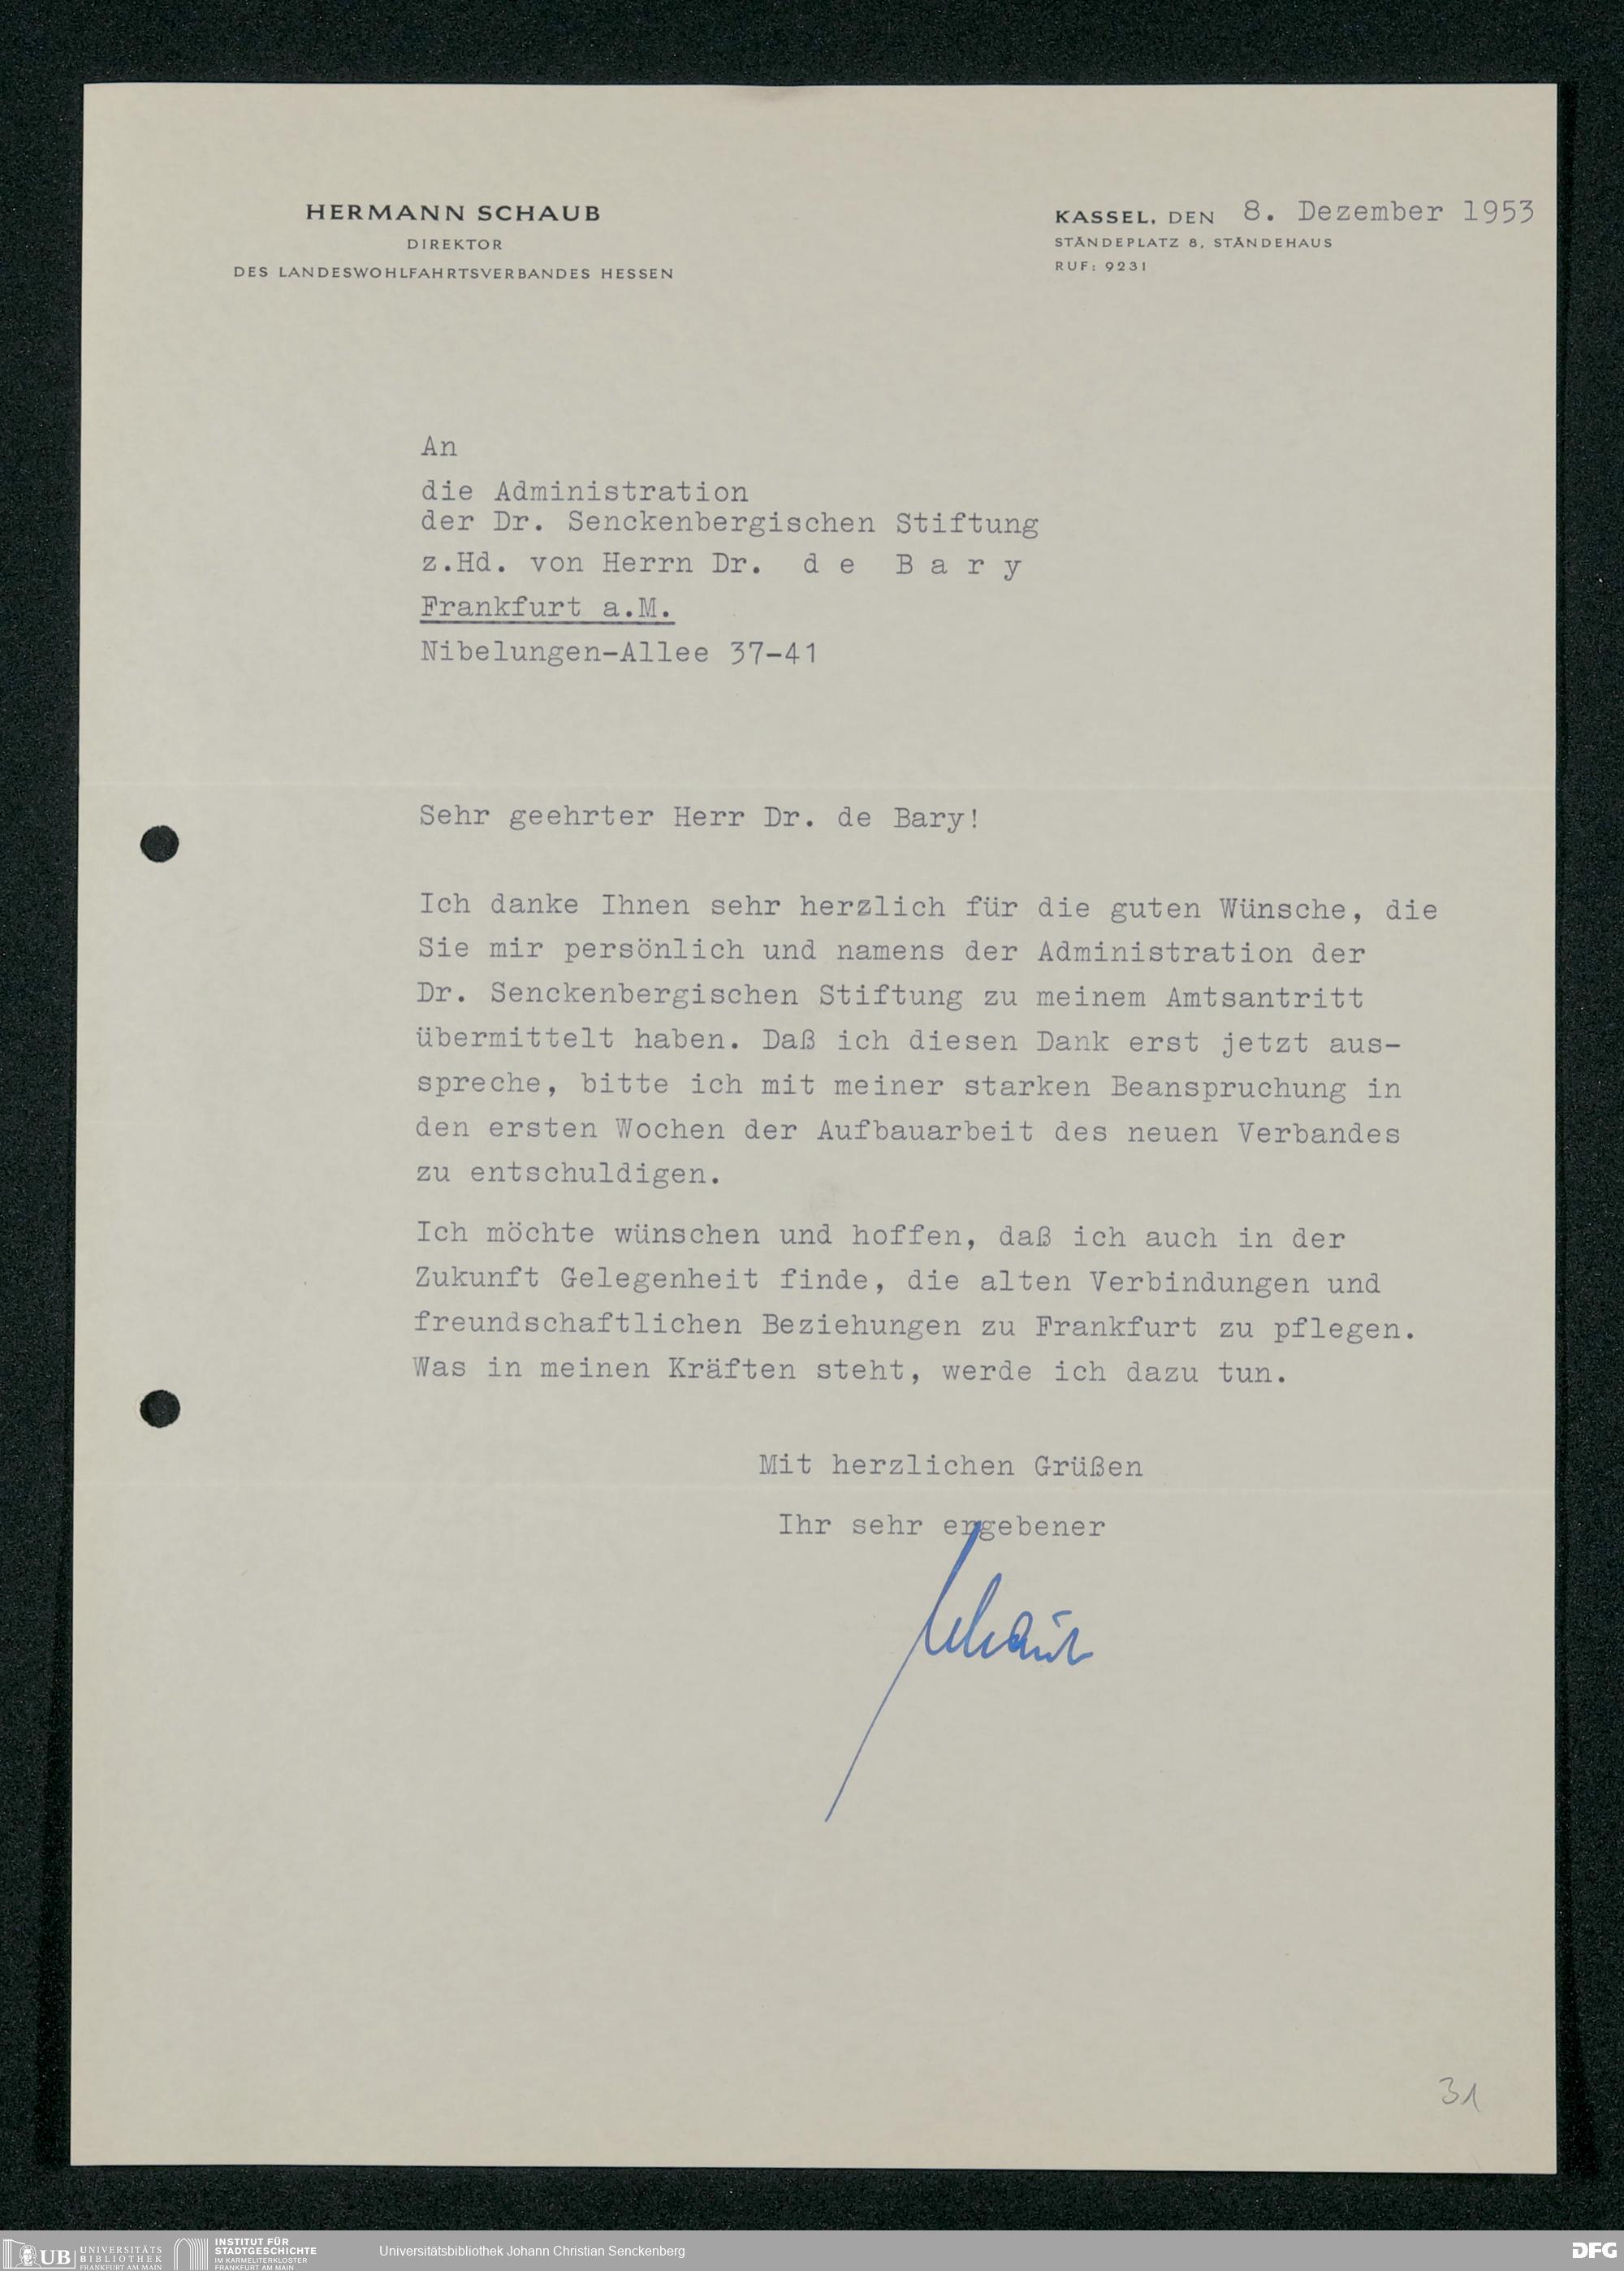 HERMANN SCHAUB
DIREKTOR
DES LANDESWOHLFAHRTSVERBANDES HESSEN
KASSEL, DEN 8. Dezember 1953
STÄNDEPLATZ 8, STÄNDEHAUS
RUF: 9231
An
die Administration
der Dr. Senckenbergischen Stiftung
z.Hd. von Herrn Dr. d e B a r y
Frankfurt a.M.
Nibelungen-Allee 37-41
Sehr geehrter Herr Dr. de Bary!
Ich danke Ihnen sehr herzlich für die guten Wünsche, die
Sie mir persönlich und namens der Administration der
Dr. Senckenbergischen Stiftung zu meinem Amtsantritt
übermittelt haben. Daß ich diesen Dank erst jetzt aus-
spreche, bitte ich mit meiner starken Beanspruchung in
den ersten Wochen der Aufbauarbeit des neuen Verbandes
zu entschuldigen.
Ich möchte wünschen und hoffen, daß ich auch in der
Zukunft Gelegenheit finde, die alten Verbindungen und
freundschaftlichen Beziehungen zu Frankfurt zu pflegen.
Was in meinen Kräften steht, werde ich dazu tun.
Mit herzlichen Grüßen
Ihr sehr ergebener
Schaub
31
UB UNIVERSITÄTS
BIBLIOTHEK
FRANKFURT AM MAIN
INSTITUT FÜR
STADTGESCHICHTE
IM KARMELITERKLOSTER
FRANKFURT AM MAIN
Universitätsbibliothek Johann Christian Senckenberg
DFG